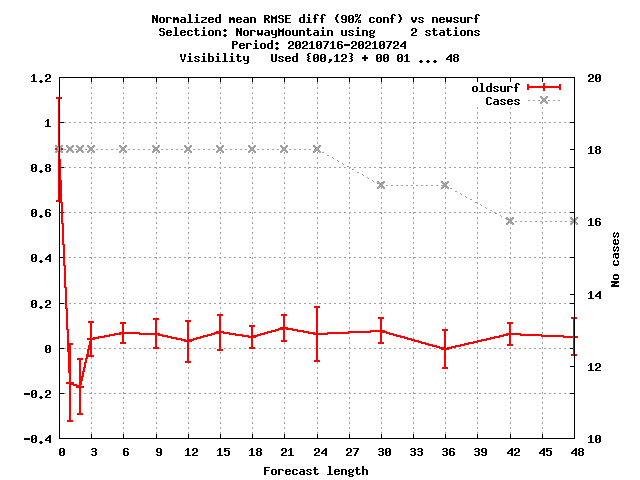 Normalized mean RMSE diff (90% conf) vs newsurf
Selection: NorwayMountain using     2 stations
Period: 20210716-20210724
Visibility   Used {00,12} + 00 01 ... 48
oldsurf
Cases
1.2
1
0.8
0.6
0.4
0.2
0
-0.2
-0.4
20
18
16
14
12
10
No cases
0 3 6 9 12 15 18 21 24 27 30 33 36 39 42 45 48
Forecast length